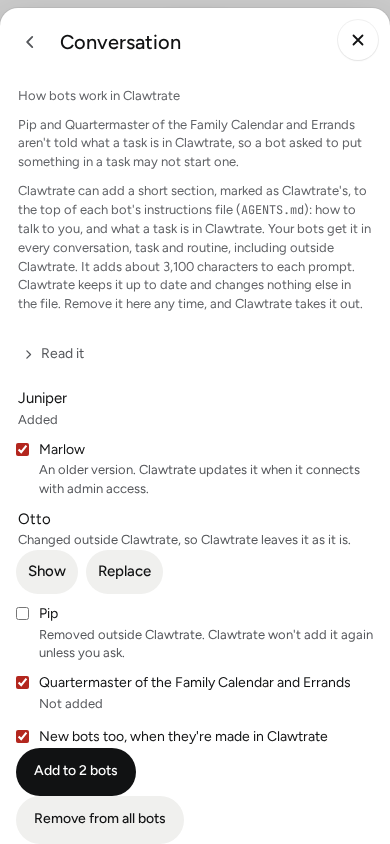 Conversation
How bots work in Clawtrate
Pip and Quartermaster of the Family Calendar and Errands
aren't told what a task is in Clawtrate, so a bot asked to put
something in a task may not start one.
Clawtrate can add a short section, marked as Clawtrate's, to
the top of each bot's instructions file (AGENTS.md): how to
talk to you, and what a task is in Clawtrate. Your bots get it in
every conversation, task and routine, including outside
Clawtrate. It adds about 3,100 characters to each prompt.
Clawtrate keeps it up to date and changes nothing else in
the file. Remove it here any time, and Clawtrate takes it out.
Read it
Juniper
Added
Marlow
An older version. Clawtrate updates it when it connects
with admin access.
Otto
Changed outside Clawtrate, so Clawtrate leaves it as it is.
Show Replace
Pip
Removed outside Clawtrate. Clawtrate won't add it again
unless you ask.
Quartermaster of the Family Calendar and Errands
Not added
New bots too, when they're made in Clawtrate
Add to 2 bots
Remove from all bots